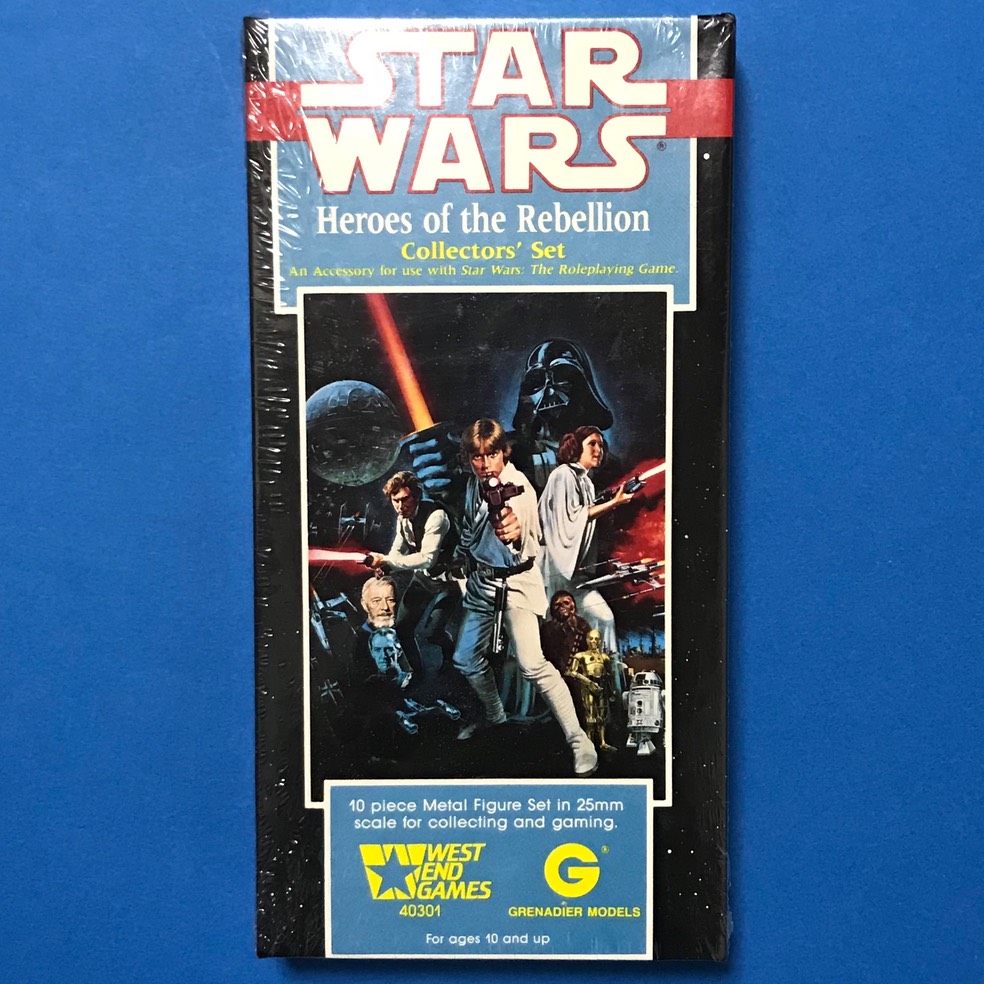 STAR
WARS®
Heroes of the Rebellion
Collectors' Set
An Accessory for use with Star Wars: The Roleplaying Game.
10 piece Metal Figure Set in 25mm
scale for collecting and gaming.
WEST
END
GAMES
40301
G®
GRENADIER MODELS
For ages 10 and up